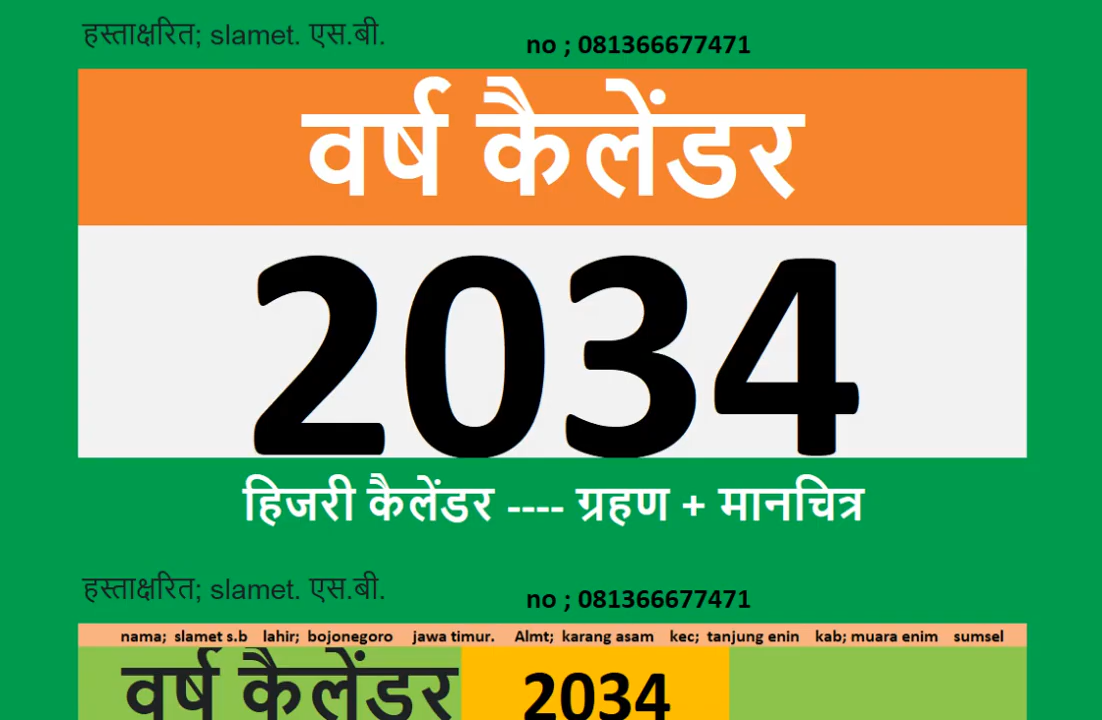 हस्ताक्षरित; slamet. एस.बी.
no ; 081366677471
वर्ष कैलेंडर
2034
हिजरी कैलेंडर ---- ग्रहण + मानचित्र
हस्ताक्षरित; slamet. एस.बी.
no ; 081366677471
nama; slamet s.b lahir; bojonegoro jawa timur. Almt; karang asam kec; tanjung enin kab; muara enim sumsel
वर्ष कैलेंडर 2034